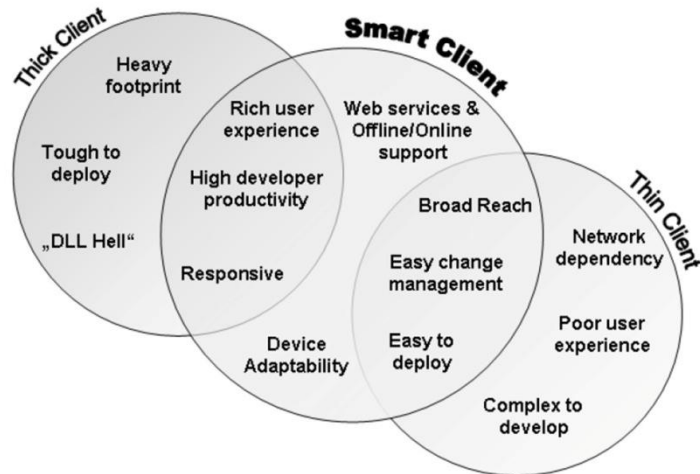 Thick Client
Heavy
footprint
Tough to
deploy
„DLL Hell“
Smart Client
Rich user
experience
High developer
productivity
Responsive
Web services &
Offline/Online
support
Device
Adaptability
Broad Reach
Easy change
management
Easy to
deploy
Thin Client
Network
dependency
Poor user
experience
Complex to
develop